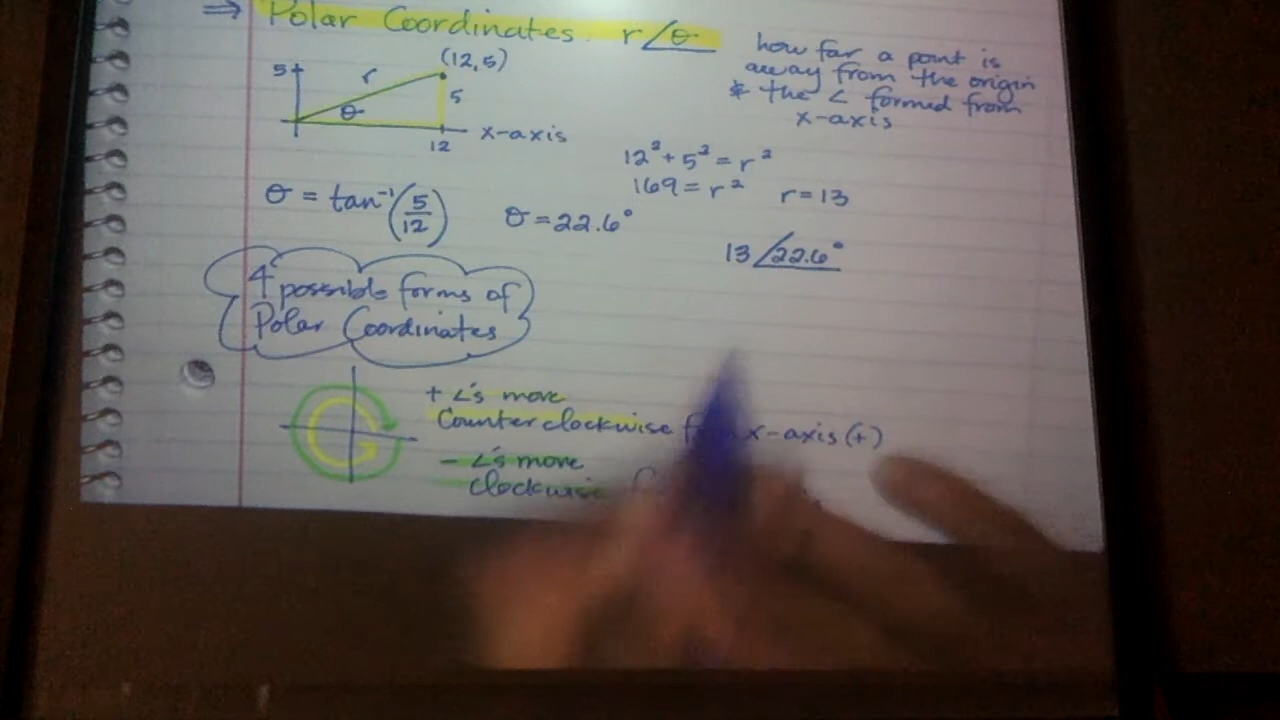 ⇒ Polar Coordinates. r∠θ
how far a point is
away from the origin
* the ∠ formed from
x-axis
(12,5)
5
r
θ
5
12
x-axis
12² + 5² = r²
169 = r² r = 13
θ = tan⁻¹(5/12) θ = 22.6°
13∠22.6°
4 possible forms of
Polar Coordinates
+ ∠'s move
Counterclockwise x-axis (+)
- ∠'s move
clockwise